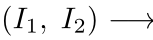 (I₁, I₂) ⟶